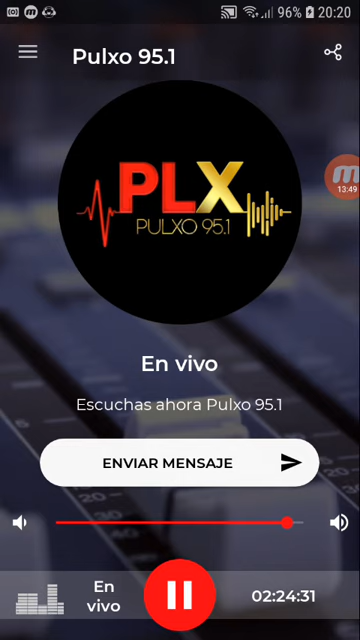 96% 20:20
Pulxo 95.1
13:49
PLX
PULXO 95.1
En vivo
Escuchas ahora Pulxo 95.1
ENVIAR MENSAJE
En
vivo
02:24:31